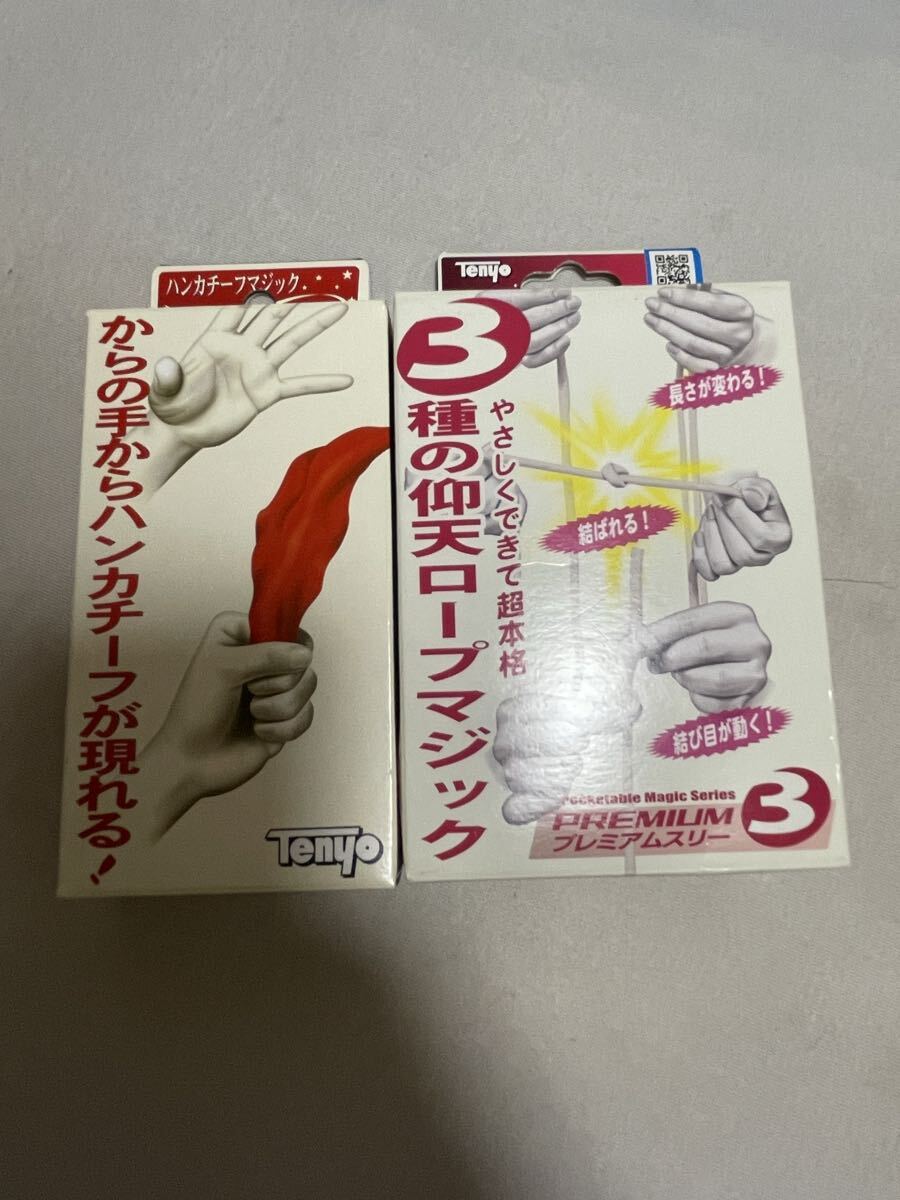 ハンカチーフマジック
からの手からハンカチーフが現れる!
Tenyo
Tenyo
3種の仰天ロープマジック
やさしくできて超本格
長さが変わる!
結ばれる!
結び目が動く!
Pocketable Magic Series
PREMIUM 3
プレミアムスリー